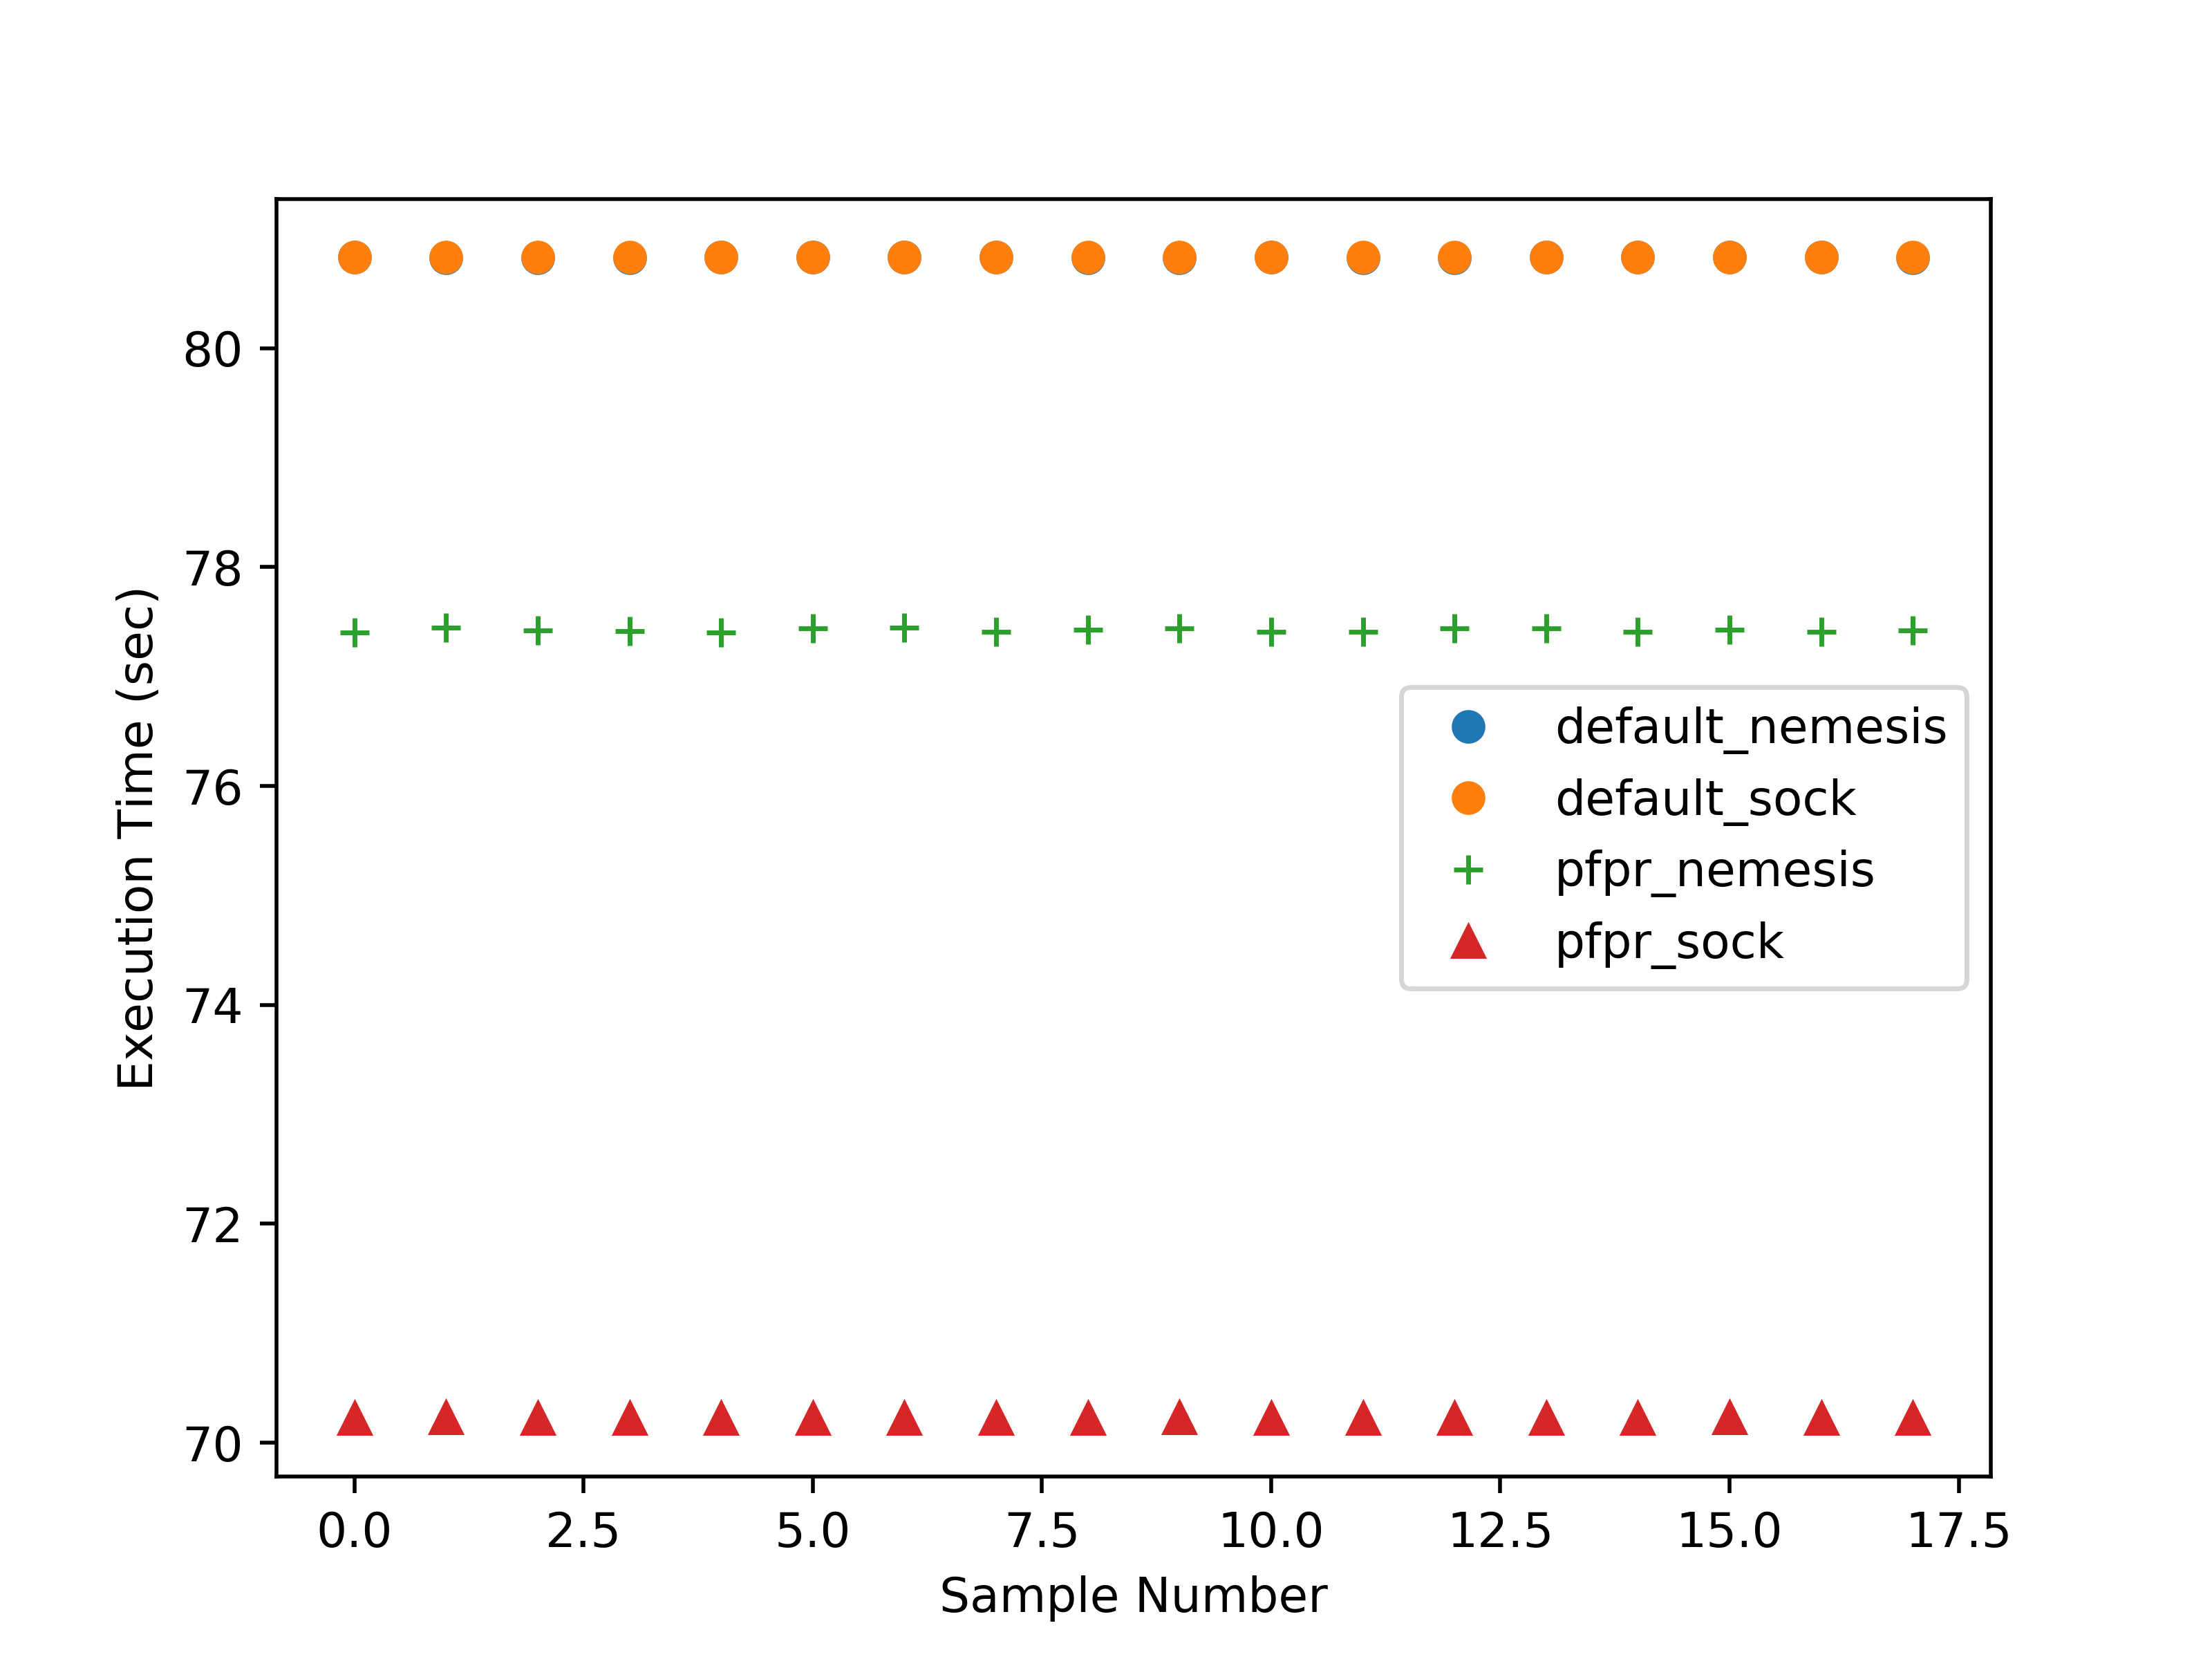 80
78
76
74
72
70
Execution Time (sec)
default_nemesis
default_sock
pfpr_nemesis
pfpr_sock
0.0 2.5 5.0 7.5 10.0 12.5 15.0 17.5
Sample Number